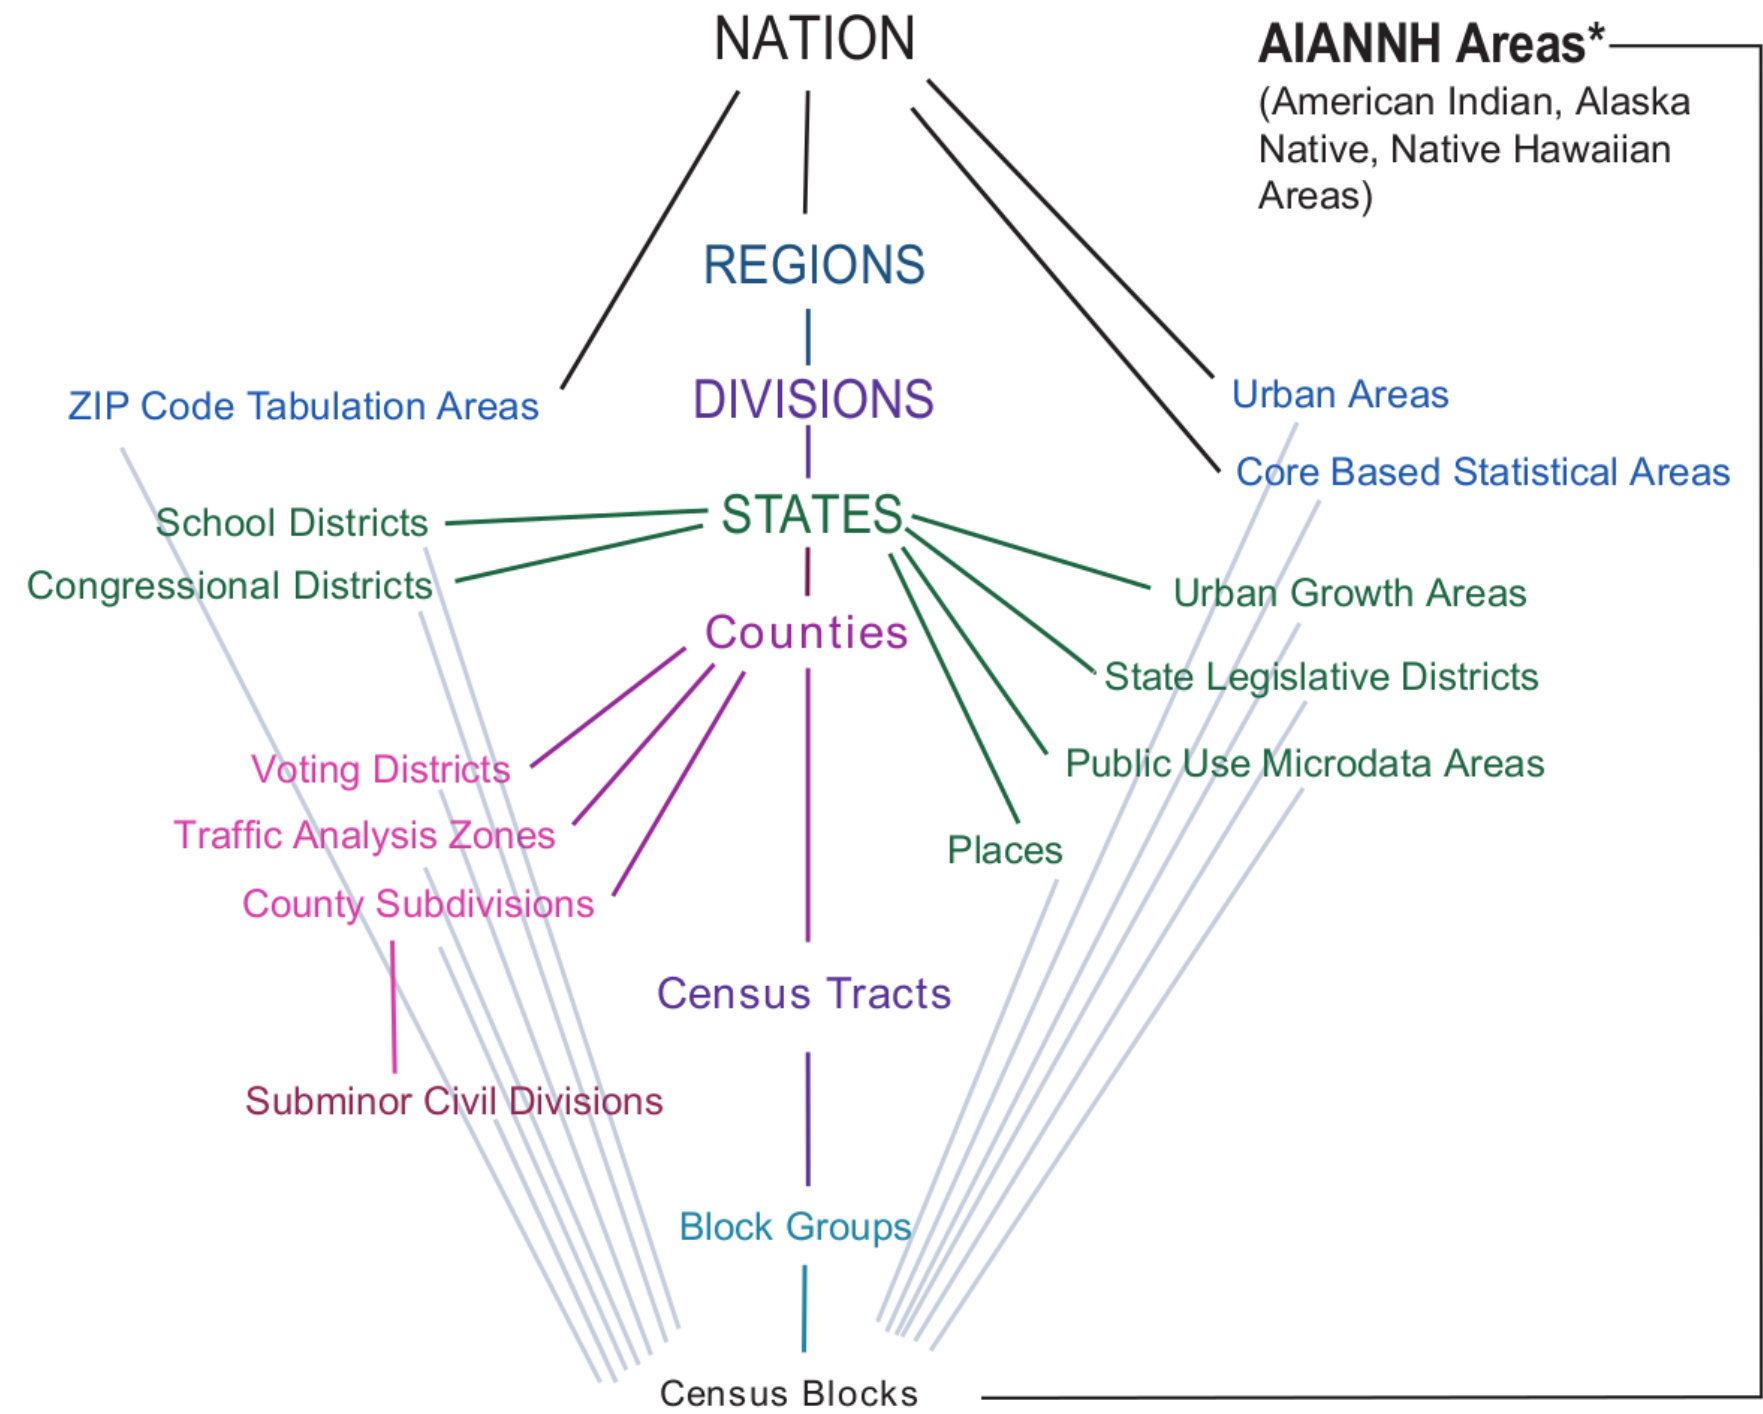 NATION
AIANNH Areas*
(American Indian, Alaska
Native, Native Hawaiian
Areas)
REGIONS
DIVISIONS
ZIP Code Tabulation Areas
Urban Areas
Core Based Statistical Areas
STATES
School Districts
Congressional Districts
Urban Growth Areas
Counties
State Legislative Districts
Voting Districts
Public Use Microdata Areas
Traffic Analysis Zones
Places
County Subdivisions
Census Tracts
Subminor Civil Divisions
Block Groups
Census Blocks